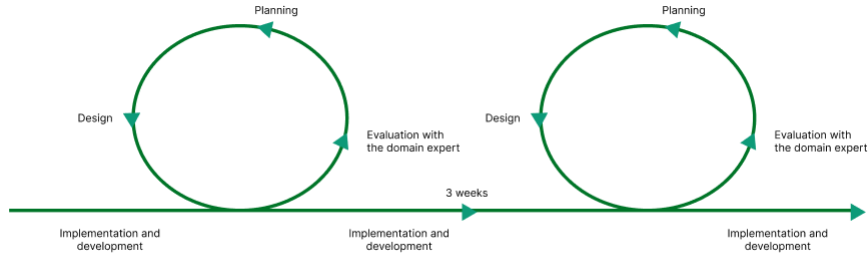 Planning
Planning
Design
Design
Evaluation with
the domain expert
Evaluation with
the domain expert
3 weeks
Implementation and
development
Implementation and
development
Implementation and
development